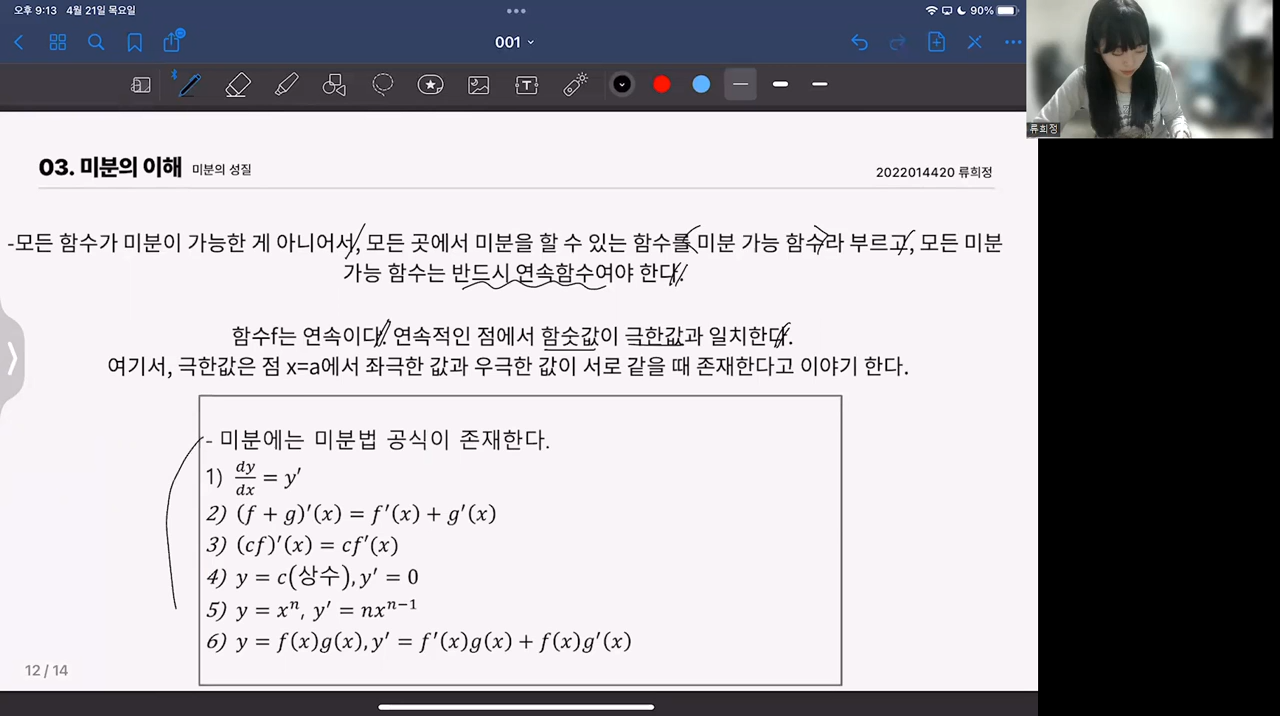 오후 9:13 4월 21일 목요일
90%
001
류희정
03. 미분의 이해 미분의 성질
2022014420 류희정
-모든 함수가 미분이 가능한 게 아니어서, 모든 곳에서 미분을 할 수 있는 함수를 미분 가능 함수라 부르고, 모든 미분
가능 함수는 반드시 연속함수여야 한다.
함수f는 연속이다. 연속적인 점에서 함숫값이 극한값과 일치한다.
여기서, 극한값은 점 x=a에서 좌극한 값과 우극한 값이 서로 같을 때 존재한다고 이야기 한다.
- 미분에는 미분법 공식이 존재한다.
1) dy/dx = y′
2) (f + g)′(x) = f′(x) + g′(x)
3) (cf)′(x) = cf′(x)
4) y = c(상수), y′ = 0
5) y = xⁿ, y′ = nxⁿ⁻¹
6) y = f(x)g(x), y′ = f′(x)g(x) + f(x)g′(x)
12 / 14